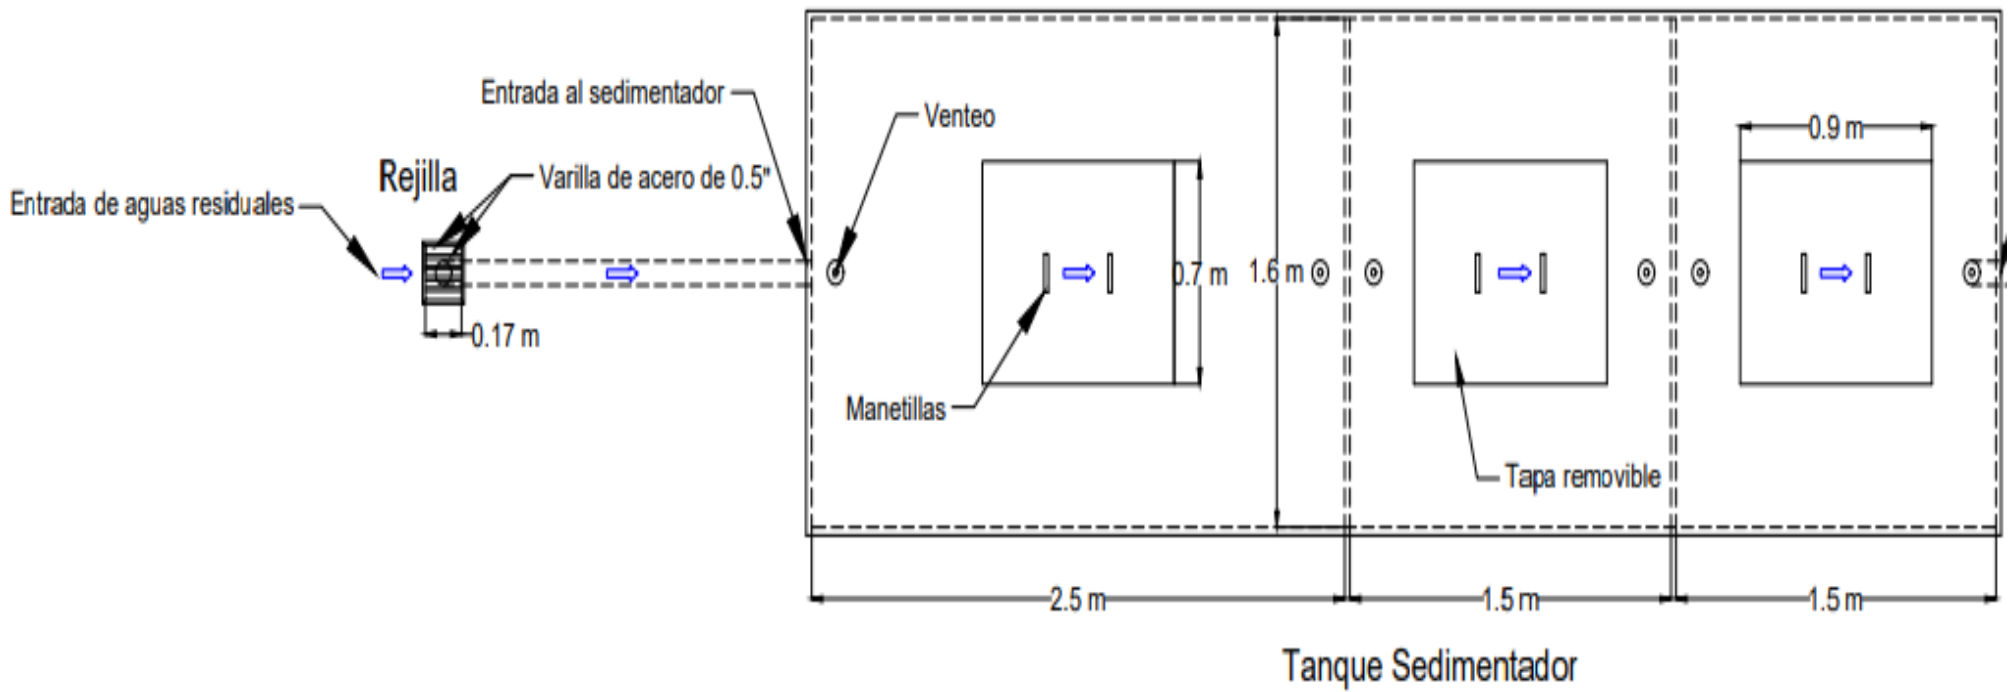 Entrada al sedimentador
Venteo
0.9 m
Rejilla
Varilla de acero de 0.5"
Entrada de aguas residuales
0.7 m
1.6 m
0.17 m
Manetillas
Tapa removible
2.5 m
1.5 m
1.5 m
Tanque Sedimentador